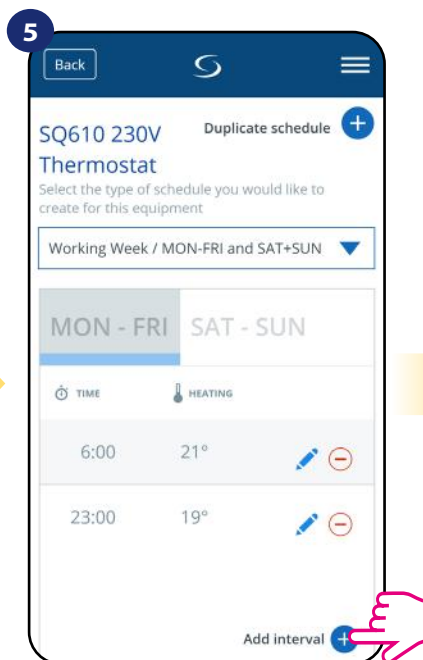 5
Back
SQ610 230V
Thermostat
Duplicate schedule
Select the type of schedule you would like to
create for this equipment
Working Week / MON-FRI and SAT+SUN
MON - FRI SAT - SUN
TIME HEATING
6:00 21°
23:00 19°
Add interval